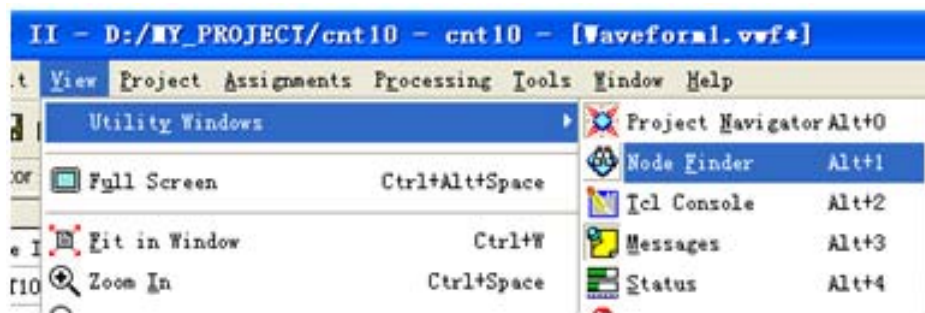 II - D:/MY_PROJECT/cnt10 - cnt10 - [Waveform1.vwf*]
t View Project Assignments Processing Tools Window Help
Utility Windows
Project Navigator Alt+0
Node Finder Alt+1
or Full Screen Ctrl+Alt+Space
Tcl Console Alt+2
e I Fit in Window Ctrl+W
Messages Alt+3
T10 Zoom In Ctrl+Space
Status Alt+4